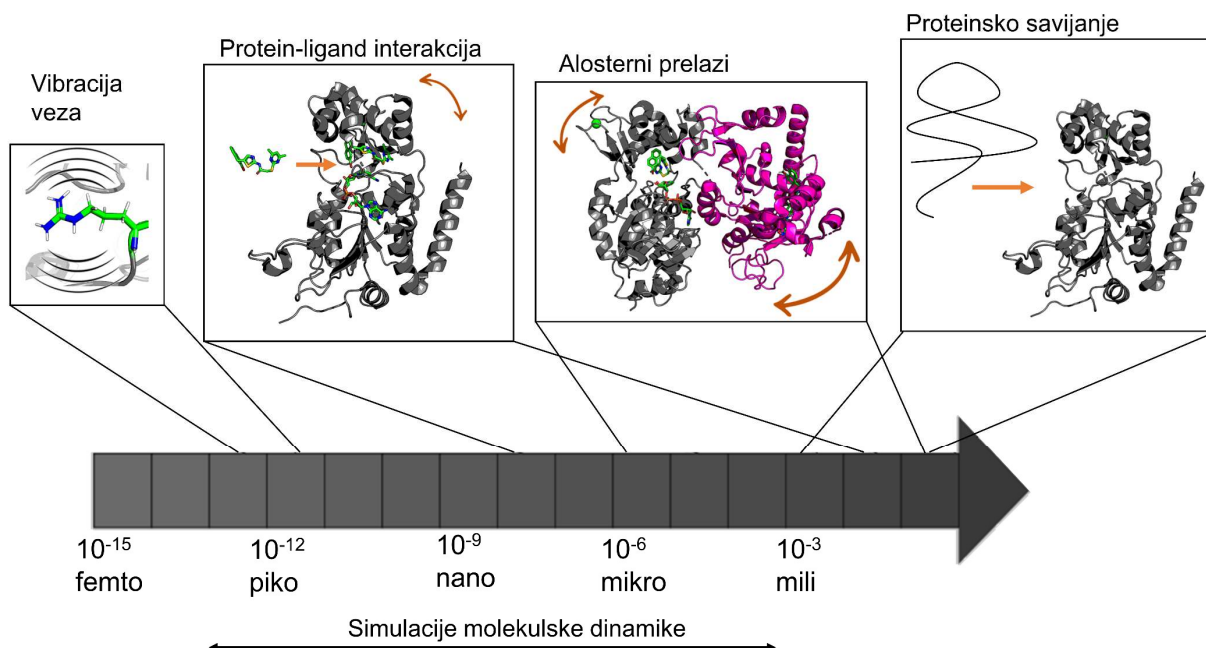 Vibracija
veza
Protein-ligand interakcija
Alosterni prelazi
Proteinsko savijanje
10⁻¹⁵
femto
10⁻¹²
piko
10⁻⁹
nano
10⁻⁶
mikro
10⁻³
mili
Simulacije molekulske dinamike